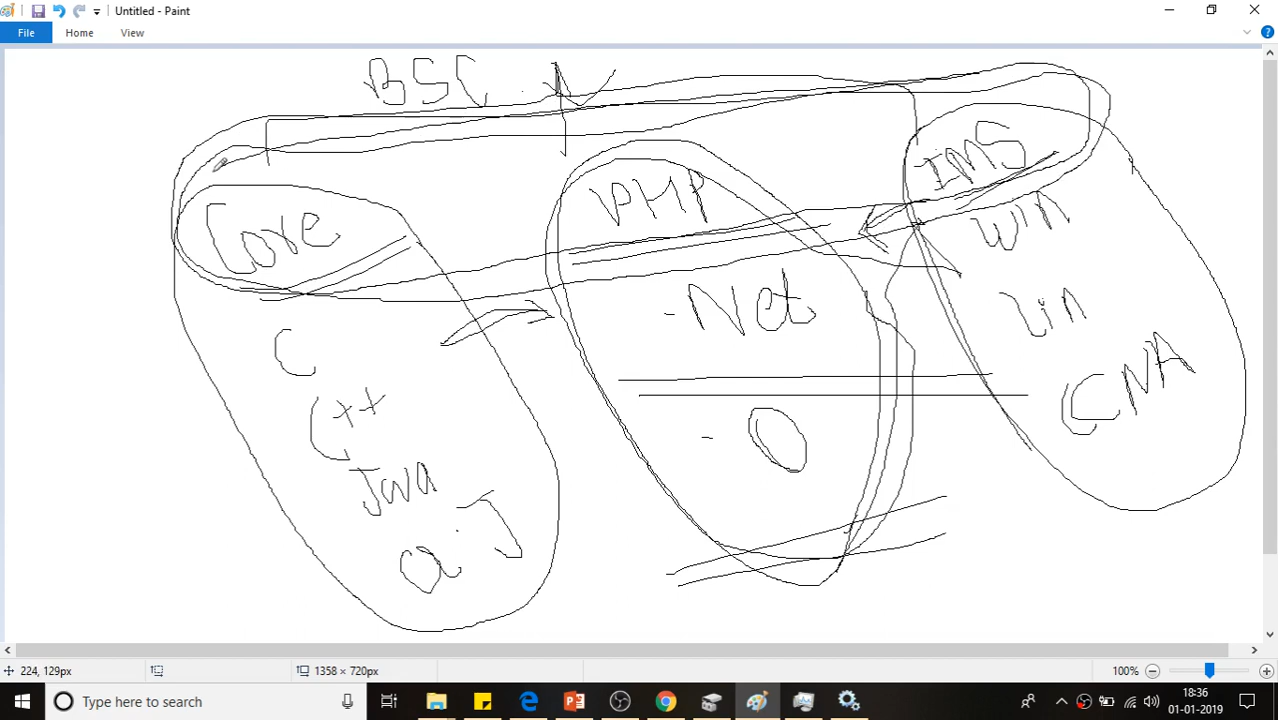 Untitled - Paint
File Home View
BSC
Core
C
C++
Java
a.J
PHP
- Net
- O
IMS
Win
Lin
CNA
224, 129px
1358 × 720px
100%
Type here to search
18:36
01-01-2019